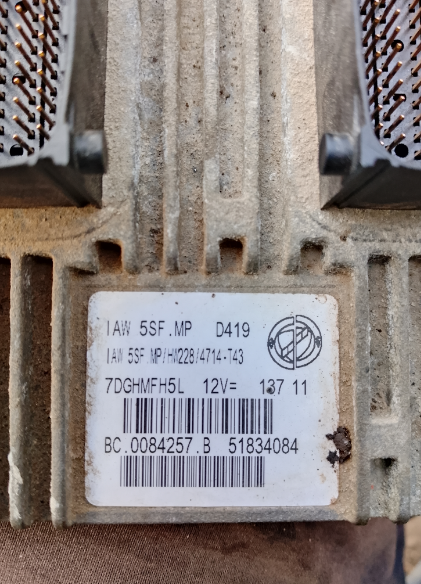 IAW 5SF.MP D419
IAW 5SF MP/HW228/4714-T43
7DGHMFH5L 12V= 137 11
BC.0084257.B 51834084